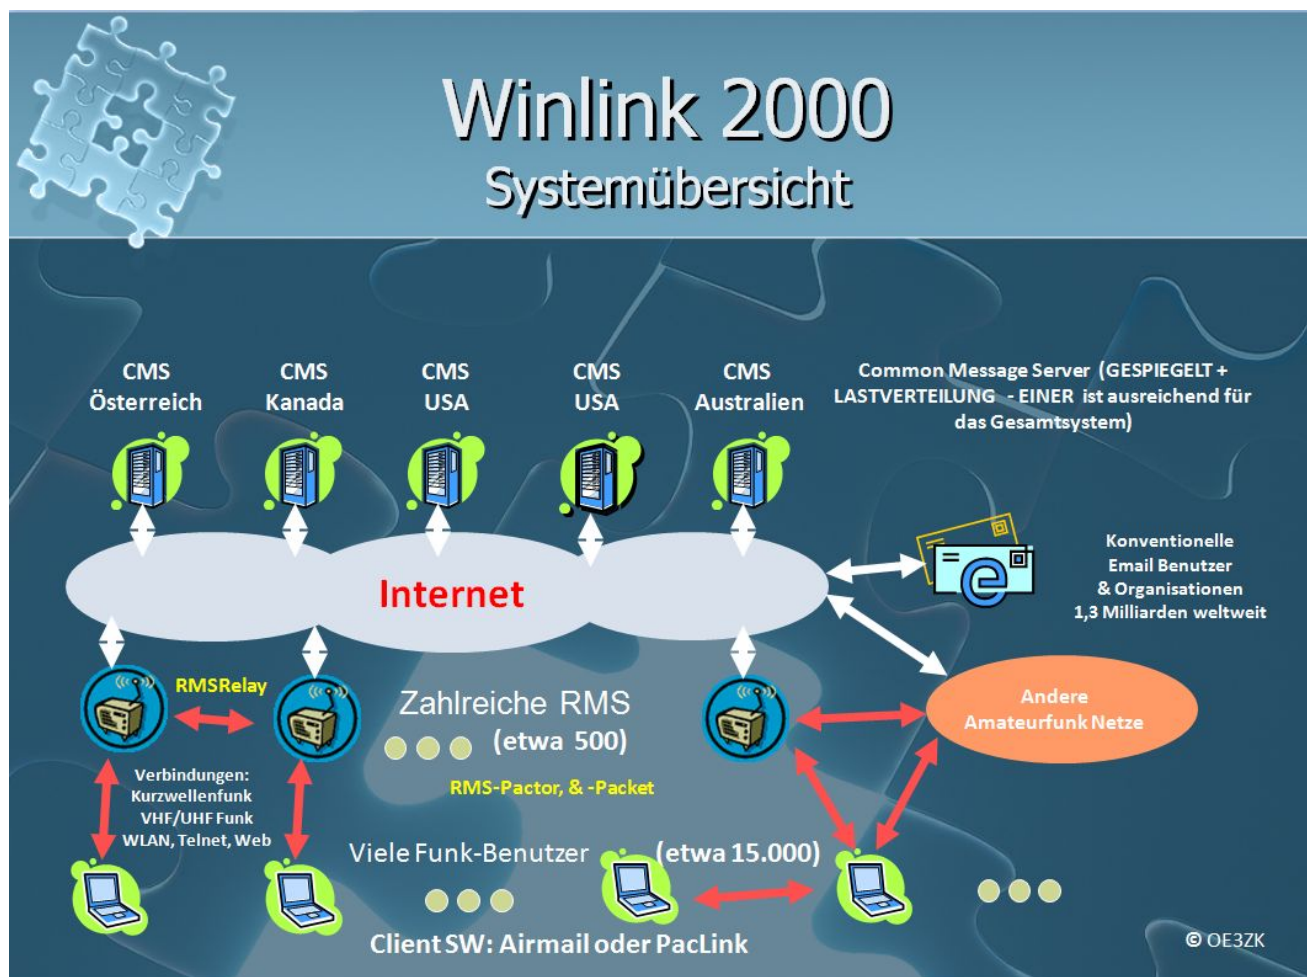 Winlink 2000
Systemübersicht
CMS
Österreich
CMS
Kanada
CMS
USA
CMS
USA
CMS
Australien
Common Message Server (GESPIEGELT +
LASTVERTEILUNG - EINER ist ausreichend für
das Gesamtsystem)
Internet
e
Konventionelle
Email Benutzer
& Organisationen
1,3 Milliarden weltweit
RMSRelay
Zahlreiche RMS
(etwa 500)
RMS-Pactor, & -Packet
Andere
Amateurfunk Netze
Verbindungen:
Kurzwellenfunk
VHF/UHF Funk
WLAN, Telnet, Web
Viele Funk-Benutzer (etwa 15.000)
Client SW: Airmail oder PacLink
© OE3ZK